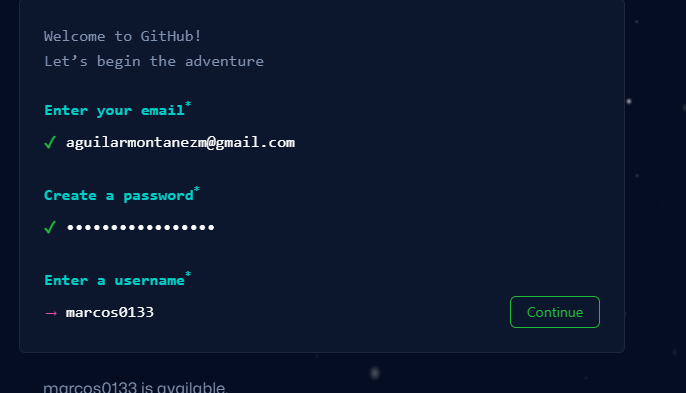 Welcome to GitHub!
Let’s begin the adventure
Enter your email*
✓ aguilarmontanezm@gmail.com
Create a password*
✓ •••••••••••••••••
Enter a username*
→ marcos0133
Continue
marcos0133 is available.